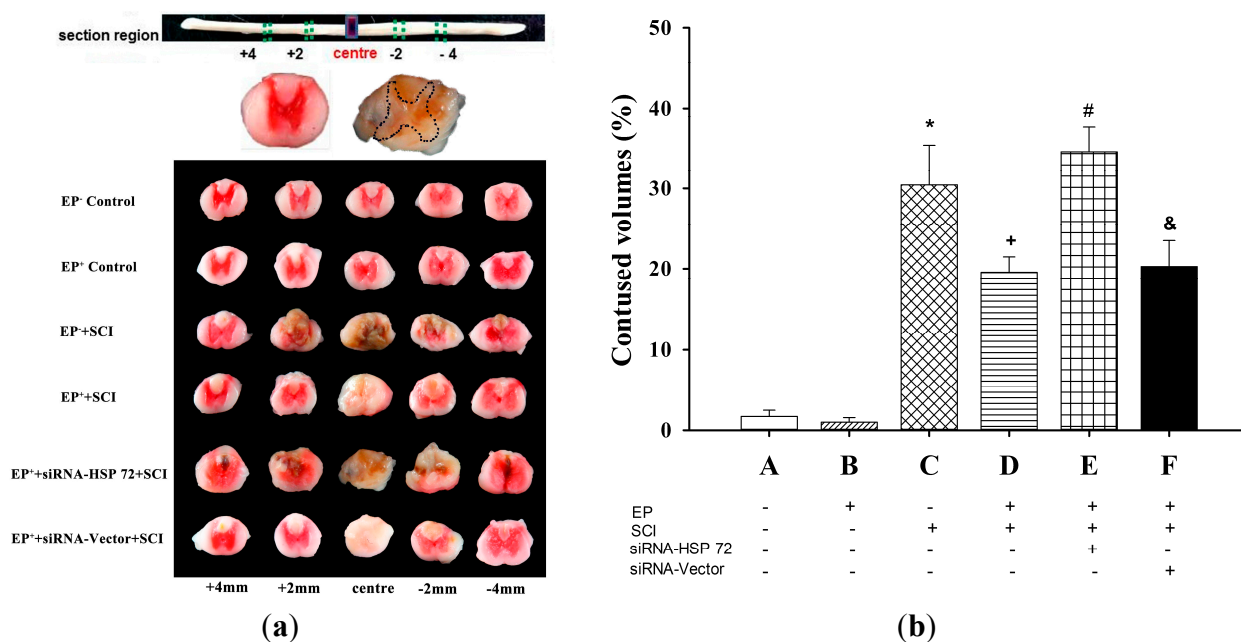 section region
+4 +2 centre -2 - 4
EP- Control
EP+ Control
EP-+SCI
EP++SCI
EP++siRNA-HSP 72+SCI
EP++siRNA-Vector+SCI
+4mm +2mm centre -2mm -4mm
(a)
Contused volumes (%)
50
40
30
20
10
0
* + # &
A B C D E F
EP - + - + + +
SCI - - + + + +
siRNA-HSP 72 - - - - + -
siRNA-Vector - - - - - +
(b)